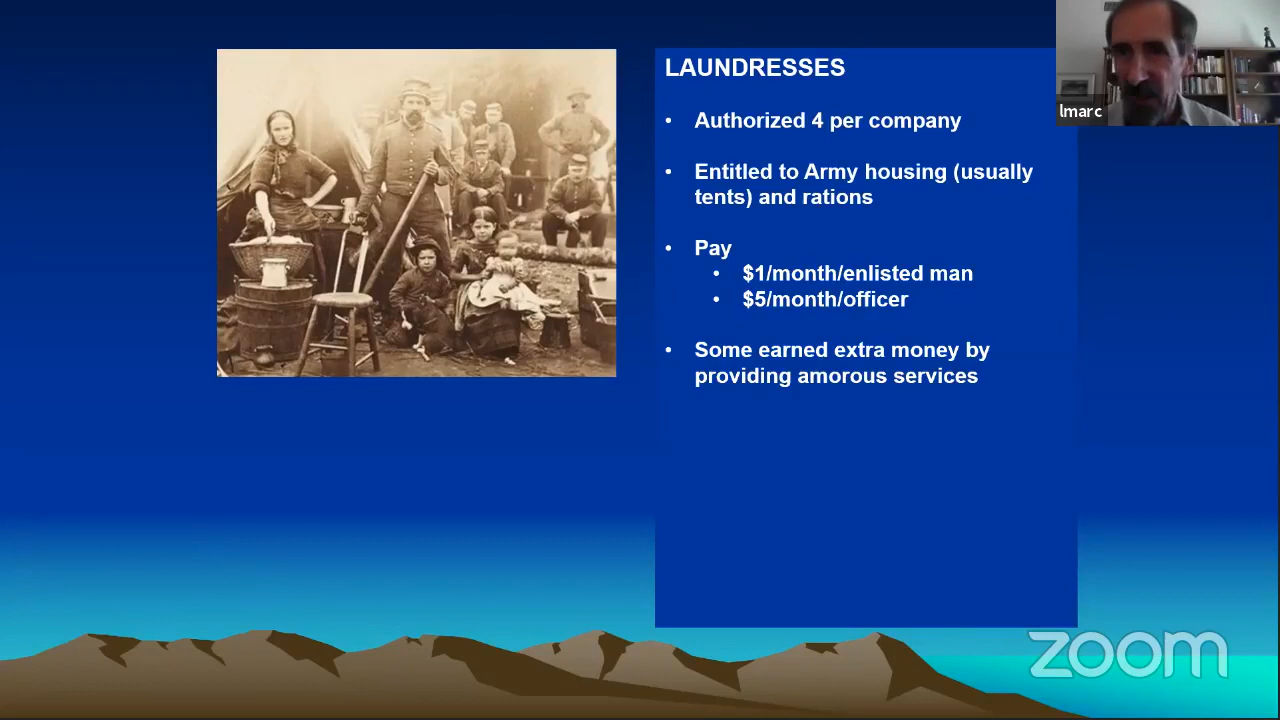 LAUNDRESSES
• Authorized 4 per company
• Entitled to Army housing (usually
tents) and rations
• Pay
• $1/month/enlisted man
• $5/month/officer
• Some earned extra money by
providing amorous services
lmarc
zoom